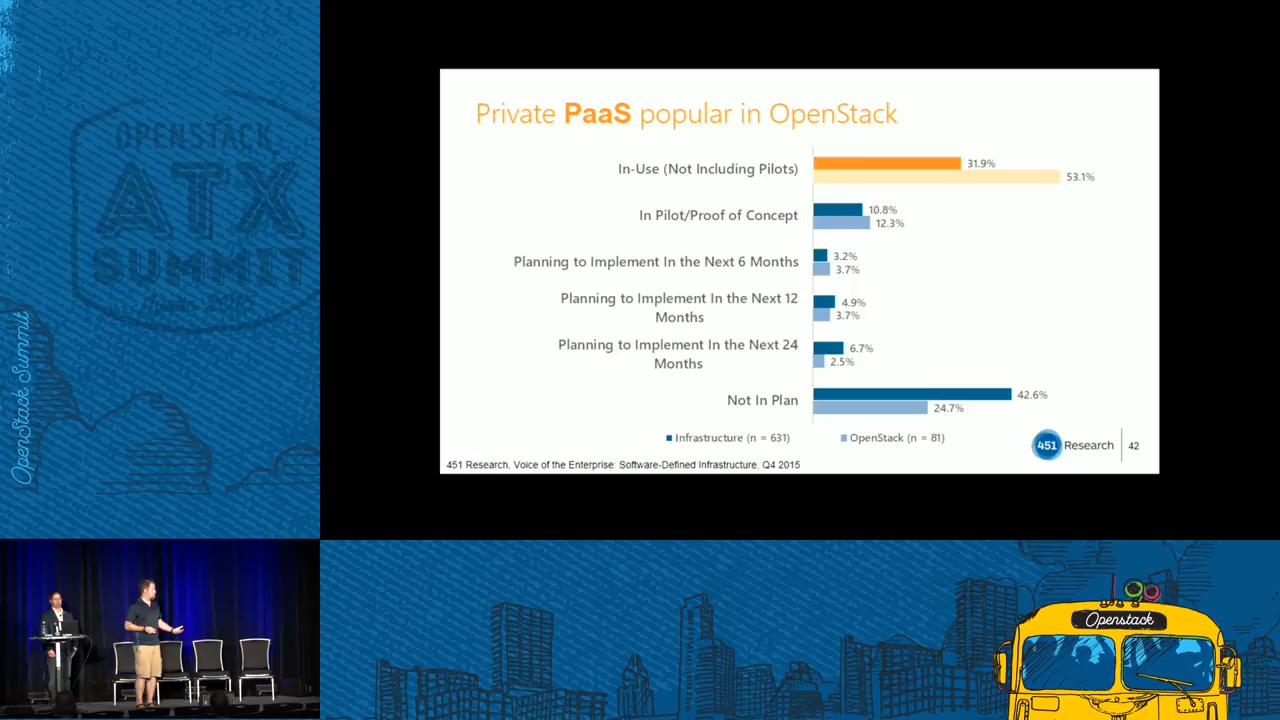 OPENSTACK
ATX
SUMMIT
Austin 2016
OpenStack Summit
Private PaaS popular in OpenStack
In-Use (Not Including Pilots)
31.9%
53.1%
In Pilot/Proof of Concept
10.8%
12.3%
Planning to Implement In the Next 6 Months
3.2%
3.7%
Planning to Implement In the Next 12
Months
4.9%
3.7%
Planning to Implement In the Next 24
Months
6.7%
2.5%
Not In Plan
42.6%
24.7%
Infrastructure (n = 631)
OpenStack (n = 81)
451 Research
42
451 Research, Voice of the Enterprise: Software-Defined Infrastructure, Q4 2015
Openstack